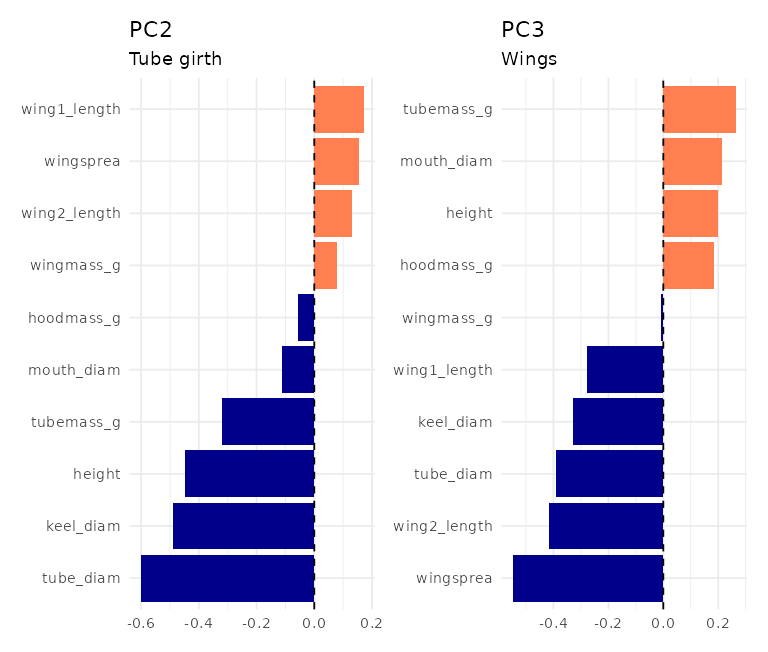 PC2
Tube girth
wing1_length
wingsprea
wing2_length
wingmass_g
hoodmass_g
mouth_diam
tubemass_g
height
keel_diam
tube_diam
-0.6 -0.4 -0.2 0.0 0.2
PC3
Wings
tubemass_g
mouth_diam
height
hoodmass_g
wingmass_g
wing1_length
keel_diam
tube_diam
wing2_length
wingsprea
-0.4 -0.2 0.0 0.2